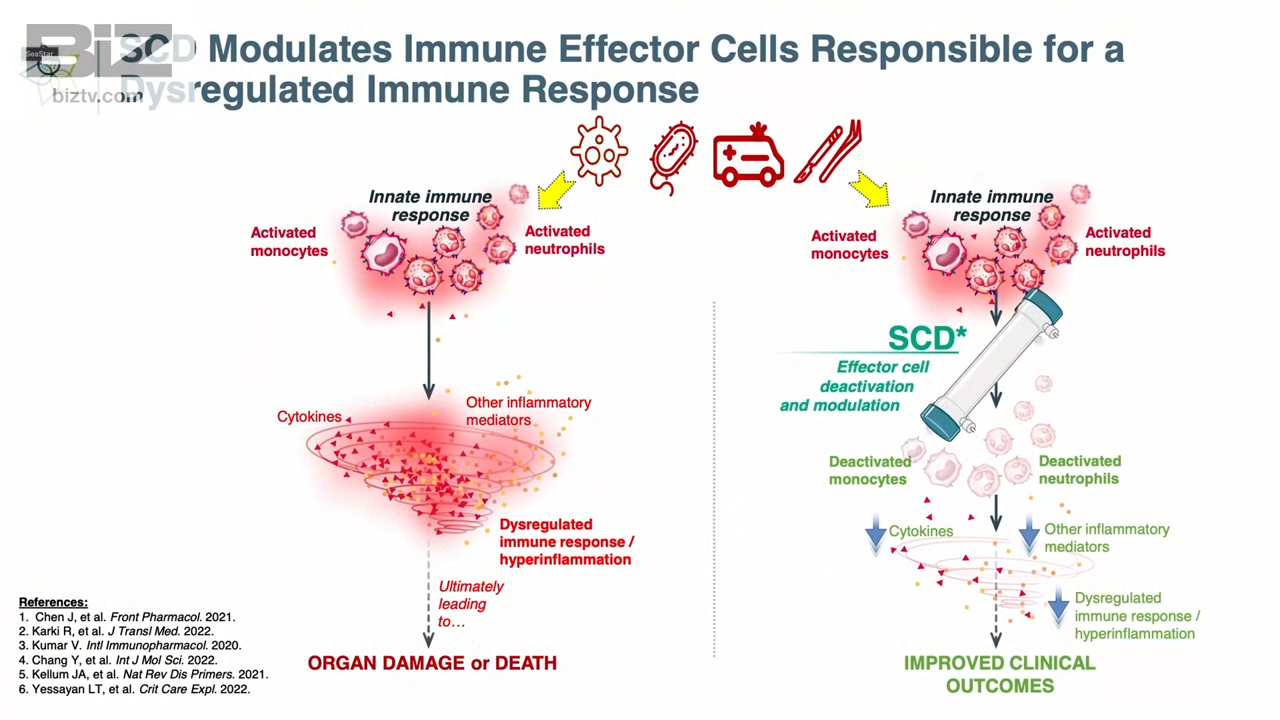 SeaStar
BiZ
biztv.com
SCD Modulates Immune Effector Cells Responsible for a
Dysregulated Immune Response
Innate immune
response
Activated
monocytes
Activated
neutrophils
Cytokines
Other inflammatory
mediators
Dysregulated
immune response /
hyperinflammation
Ultimately
leading
to…
ORGAN DAMAGE or DEATH
Innate immune
response
Activated
monocytes
Activated
neutrophils
SCD*
Effector cell
deactivation
and modulation
Deactivated
monocytes
Deactivated
neutrophils
Cytokines
Other inflammatory
mediators
Dysregulated
immune response /
hyperinflammation
IMPROVED CLINICAL
OUTCOMES
References:
1. Chen J, et al. Front Pharmacol. 2021.
2. Karki R, et al. J Transl Med. 2022.
3. Kumar V. Intl Immunopharmacol. 2020.
4. Chang Y, et al. Int J Mol Sci. 2022.
5. Kellum JA, et al. Nat Rev Dis Primers. 2021.
6. Yessayan LT, et al. Crit Care Expl. 2022.